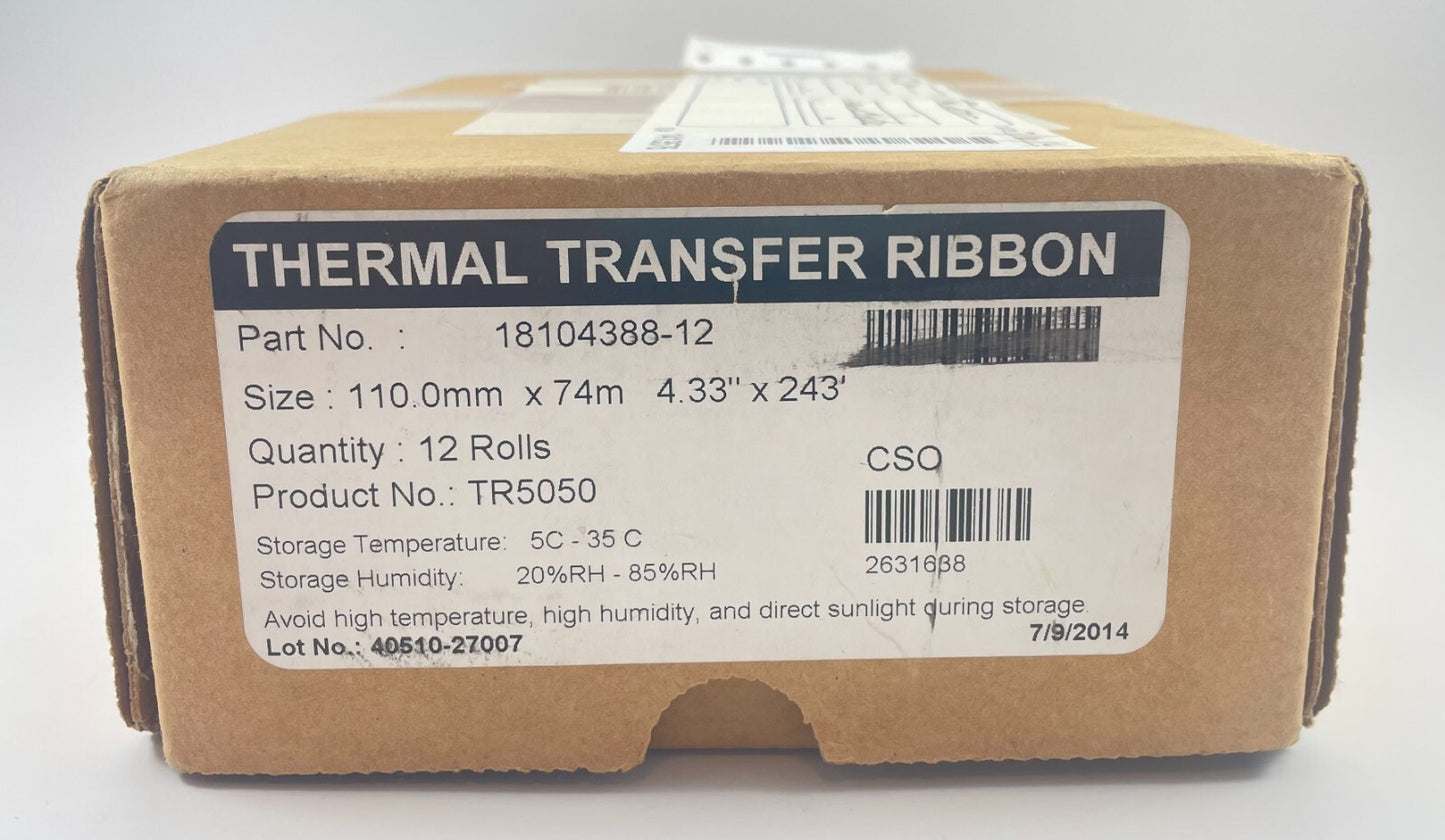 THERMAL TRANSFER RIBBON
Part No. : 18104388-12
Size : 110.0mm x 74m 4.33" x 243'
Quantity : 12 Rolls
CSO
Product No.: TR5050
Storage Temperature: 5C - 35 C
2631638
Storage Humidity: 20%RH - 85%RH
Avoid high temperature, high humidity, and direct sunlight during storage.
7/9/2014
Lot No.: 40510-27007